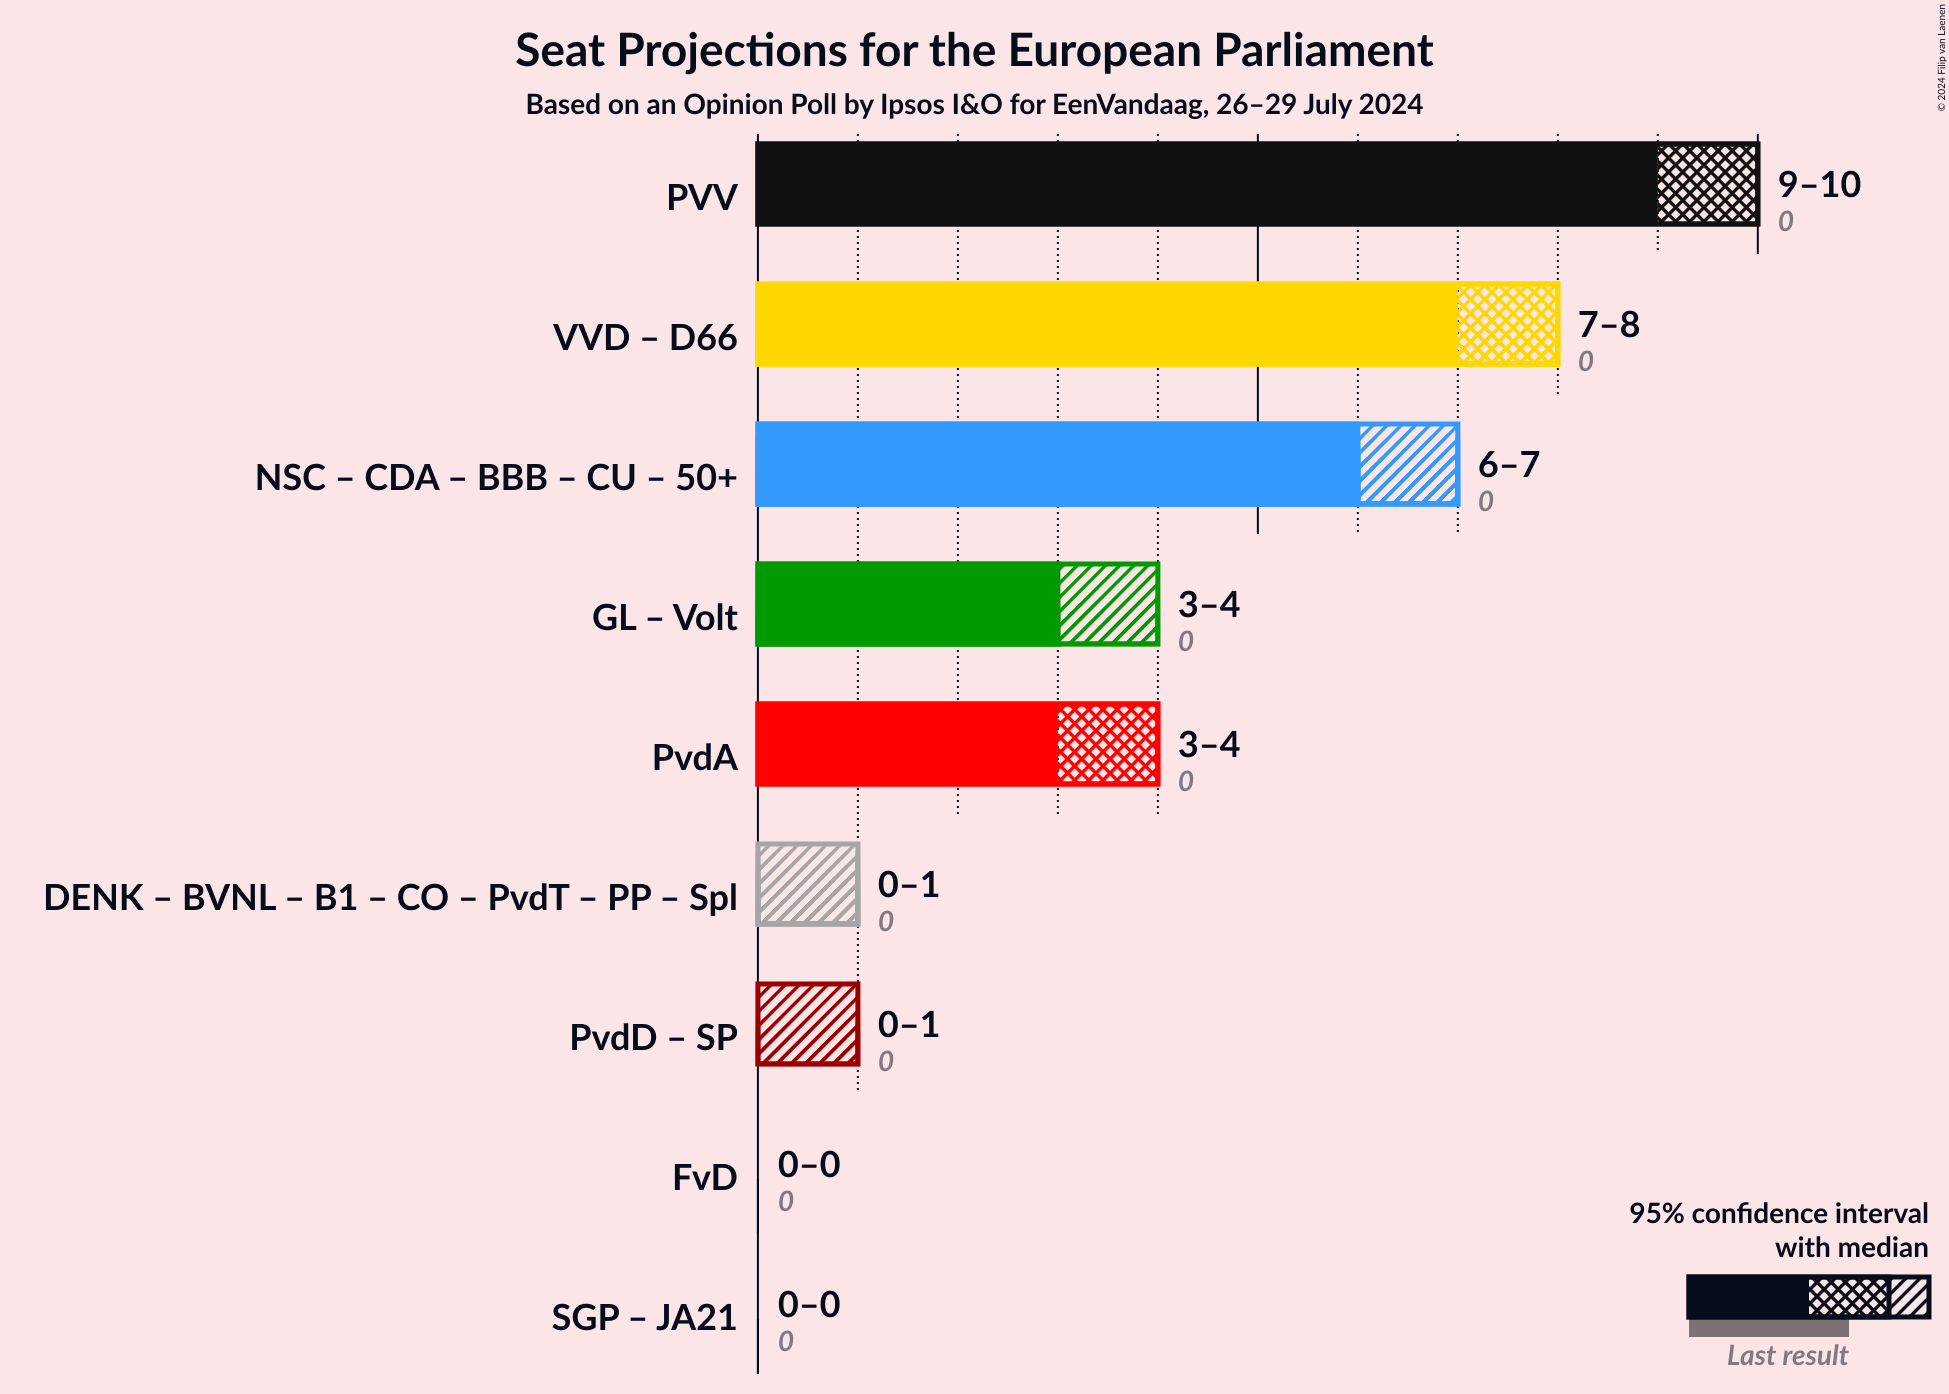 Seat Projections for the European Parliament
Based on an Opinion Poll by Ipsos I&O for EenVandaag, 26–29 July 2024
© 2024 Filip van Laenen
PVV
9–10
0
VVD – D66
7–8
0
NSC – CDA – BBB – CU – 50+
6–7
0
GL – Volt
3–4
0
PvdA
3–4
0
DENK – BVNL – B1 – CO – PvdT – PP – Spl
0–1
0
PvdD – SP
0–1
0
FvD
0–0
0
SGP – JA21
0–0
0
95% confidence interval
with median
Last result